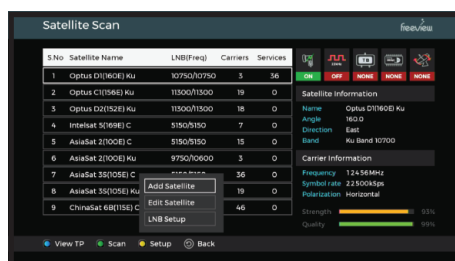 Satellite Scan
freeview
S.No Satellite Name LNB(Freq) Carriers Services
1 Optus D1(160E) Ku 10750/10750 3 36
2 Optus C1(156E) Ku 11300/11300 19 0
3 Optus D2(152E) Ku 11300/11300 18 0
4 Intelsat 5(169E) C 5150/5150 7 0
5 AsiaSat 2(100E) C 5150/5150 15 0
6 AsiaSat 2(100E) Ku 9750/10600 3 0
7 AsiaSat 3S(105E) C 36 0
8 AsiaSat 3S(105E) Ku 19 0
9 ChinaSat 6B(115E) C 46 0
Add Satellite
Edit Satellite
LNB Setup
ON OFF NONE NONE NONE
Satellite Information
Name Optus D1(160E) Ku
Angle 160.0
Direction East
Band Ku Band 10700
Carrier Information
Frequency 12456MHz
Symbol rate 22500kSps
Polarization Horizontal
Strength 93%
Quality 99%
View TP Scan Setup Back